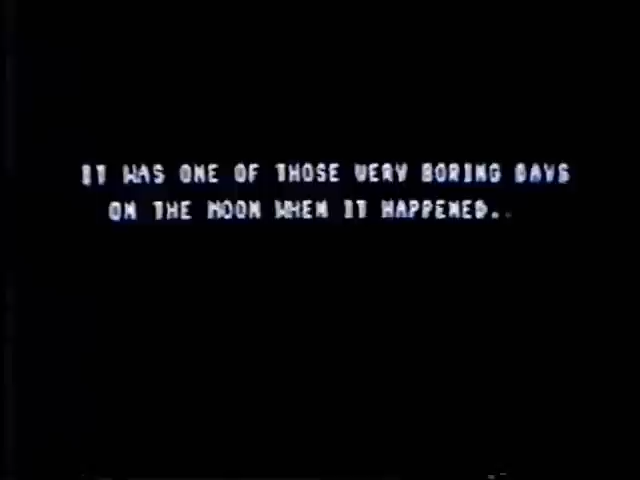 IT WAS ONE OF THOSE VERY BORING DAYS
ON THE MOON WHEN IT HAPPENED..